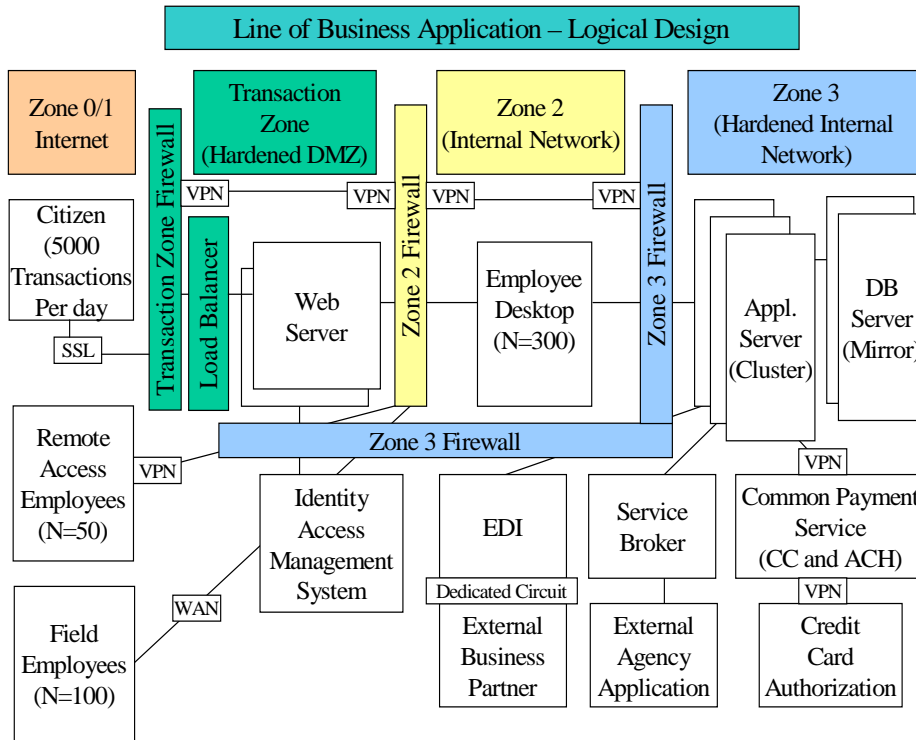 Line of Business Application – Logical Design
Zone 0/1
Internet
Transaction
Zone
(Hardened DMZ)
Zone 2
(Internal Network)
Zone 3
(Hardened Internal
Network)
Transaction Zone Firewall
VPN
VPN
Zone 2 Firewall
VPN
VPN
Zone 3 Firewall
Citizen
(5000
Transactions
Per day
SSL
Load Balancer
Web
Server
Employee
Desktop
(N=300)
Appl.
Server
(Cluster)
DB
Server
(Mirror)
Zone 3 Firewall
Remote
Access
Employees
(N=50)
VPN
Identity
Access
Management
System
EDI
Service
Broker
VPN
Common Payment
Service
(CC and ACH)
WAN
Dedicated Circuit
VPN
Field
Employees
(N=100)
External
Business
Partner
External
Agency
Application
Credit
Card
Authorization